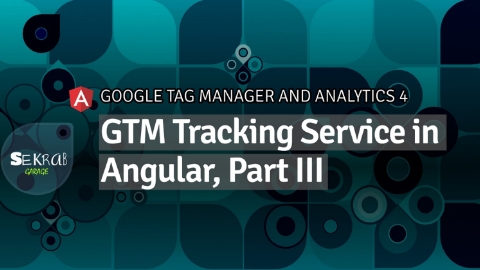 GOOGLE TAG MANAGER AND ANALYTICS 4
GTM Tracking Service in
Angular, Part III
SEKRAB
GARAGE